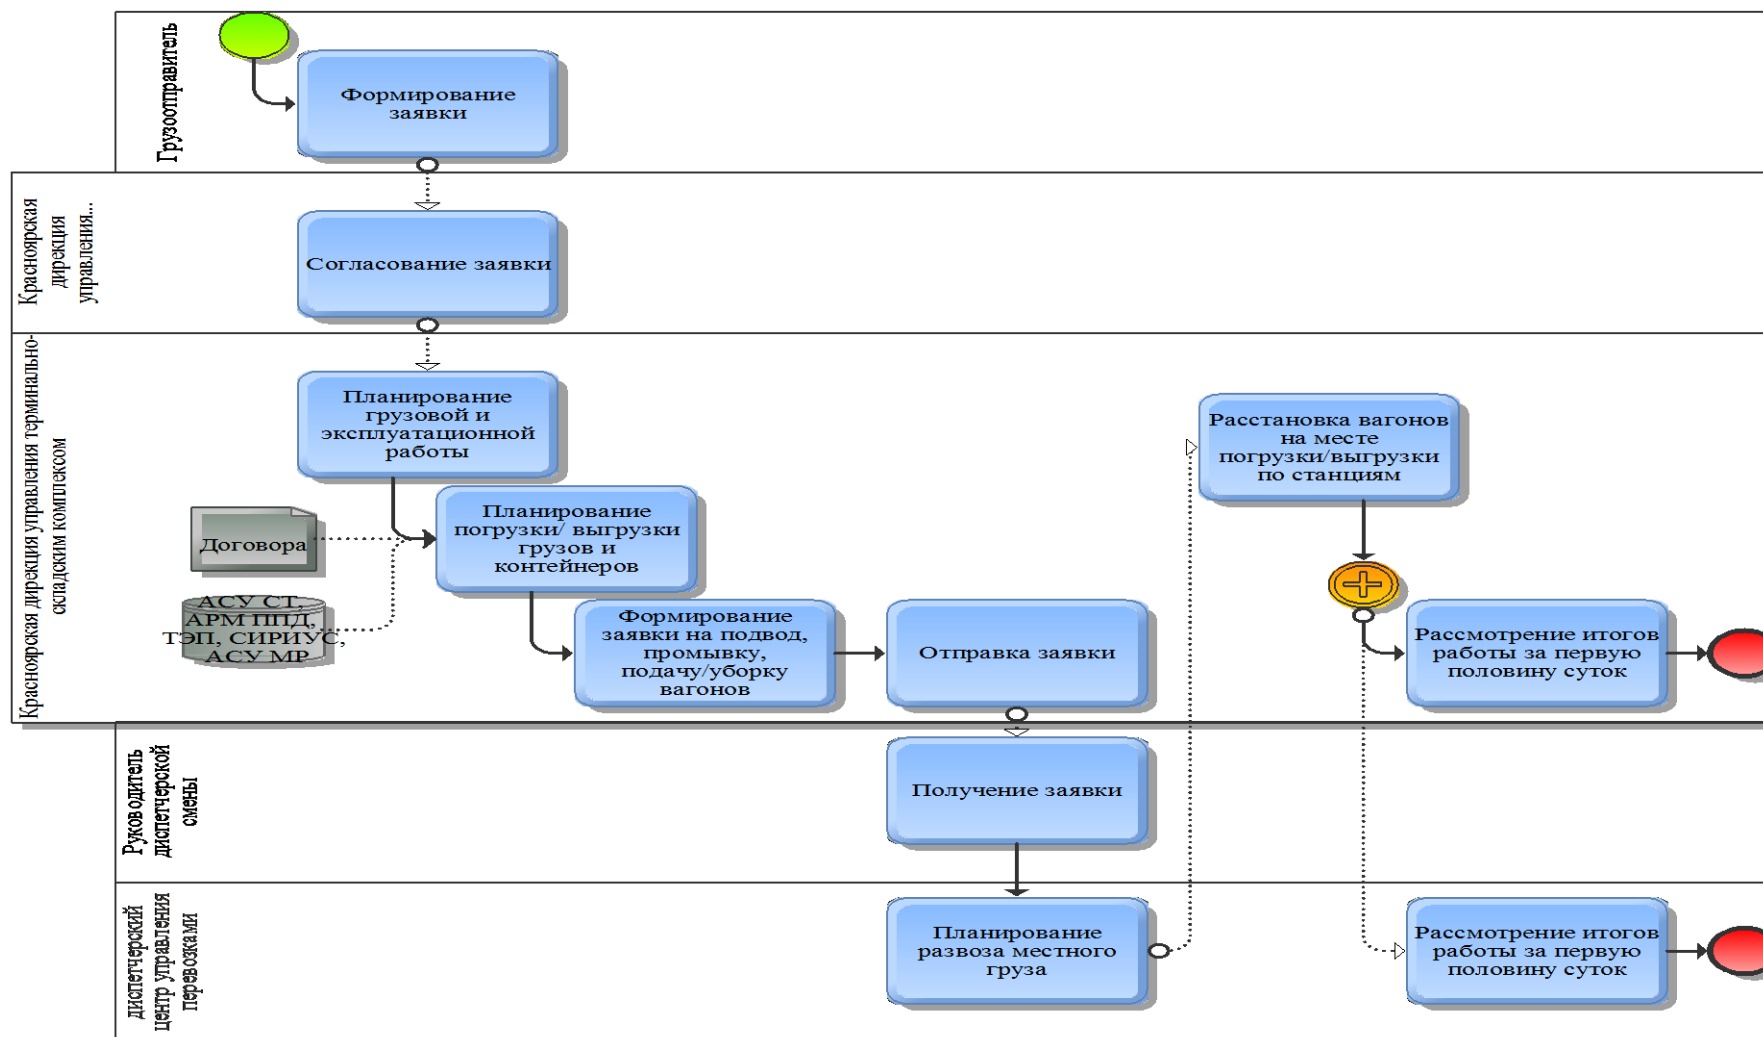 Грузоотправитель
Формирование
заявки
Красноярская
дирекция
управления...
Согласование заявки
Красноярская дирекция управления терминально-
складским комплексом
Планирование
грузовой и
эксплуатационной
работы
Договора
АСУ СТ,
АРМ ППД,
ТЭП, СИРИУС,
АСУ МР
Планирование
погрузки/ выгрузки
грузов и
контейнеров
Формирование
заявки на подвод,
промывку,
подачу/уборку
вагонов
Отправка заявки
Расстановка вагонов
на месте
погрузки/выгрузки
по станциям
Рассмотрение итогов
работы за первую
половину суток
Руководитель
диспетчерской
смены
Получение заявки
диспетчерский
центр управления
перевозками
Планирование
развоза местного
груза
Рассмотрение итогов
работы за первую
половину суток